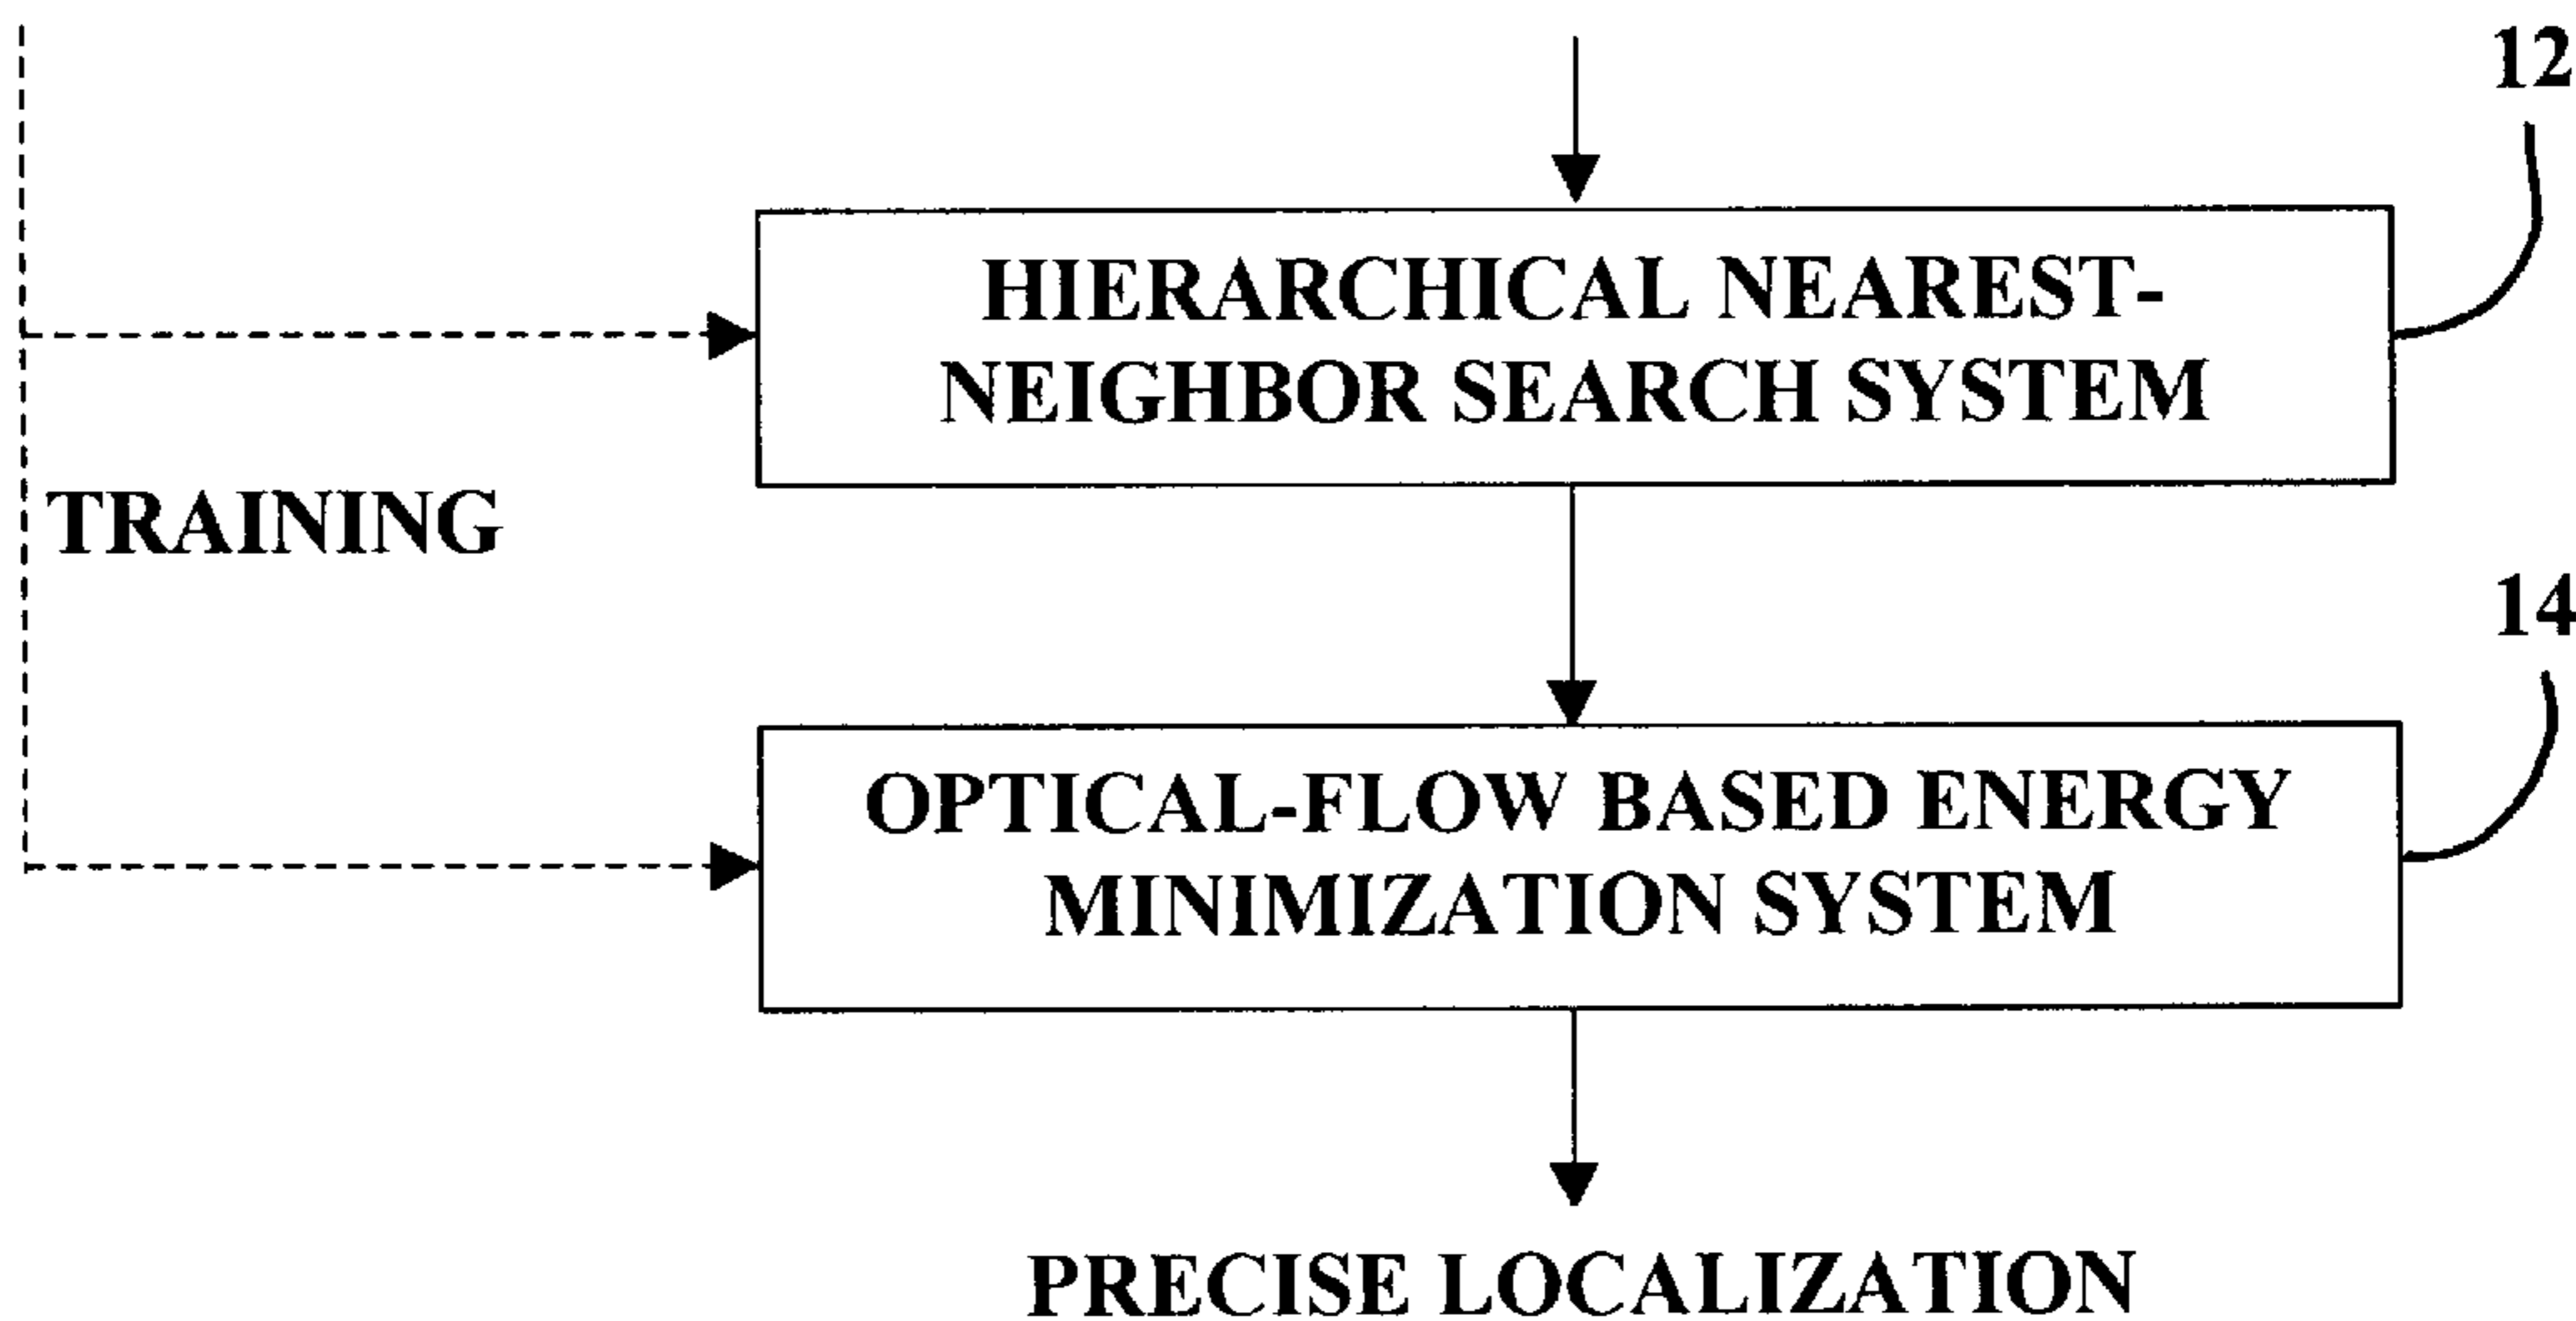 12
HIERARCHICAL NEAREST-
NEIGHBOR SEARCH SYSTEM
TRAINING
14
OPTICAL-FLOW BASED ENERGY
MINIMIZATION SYSTEM
PRECISE LOCALIZATION